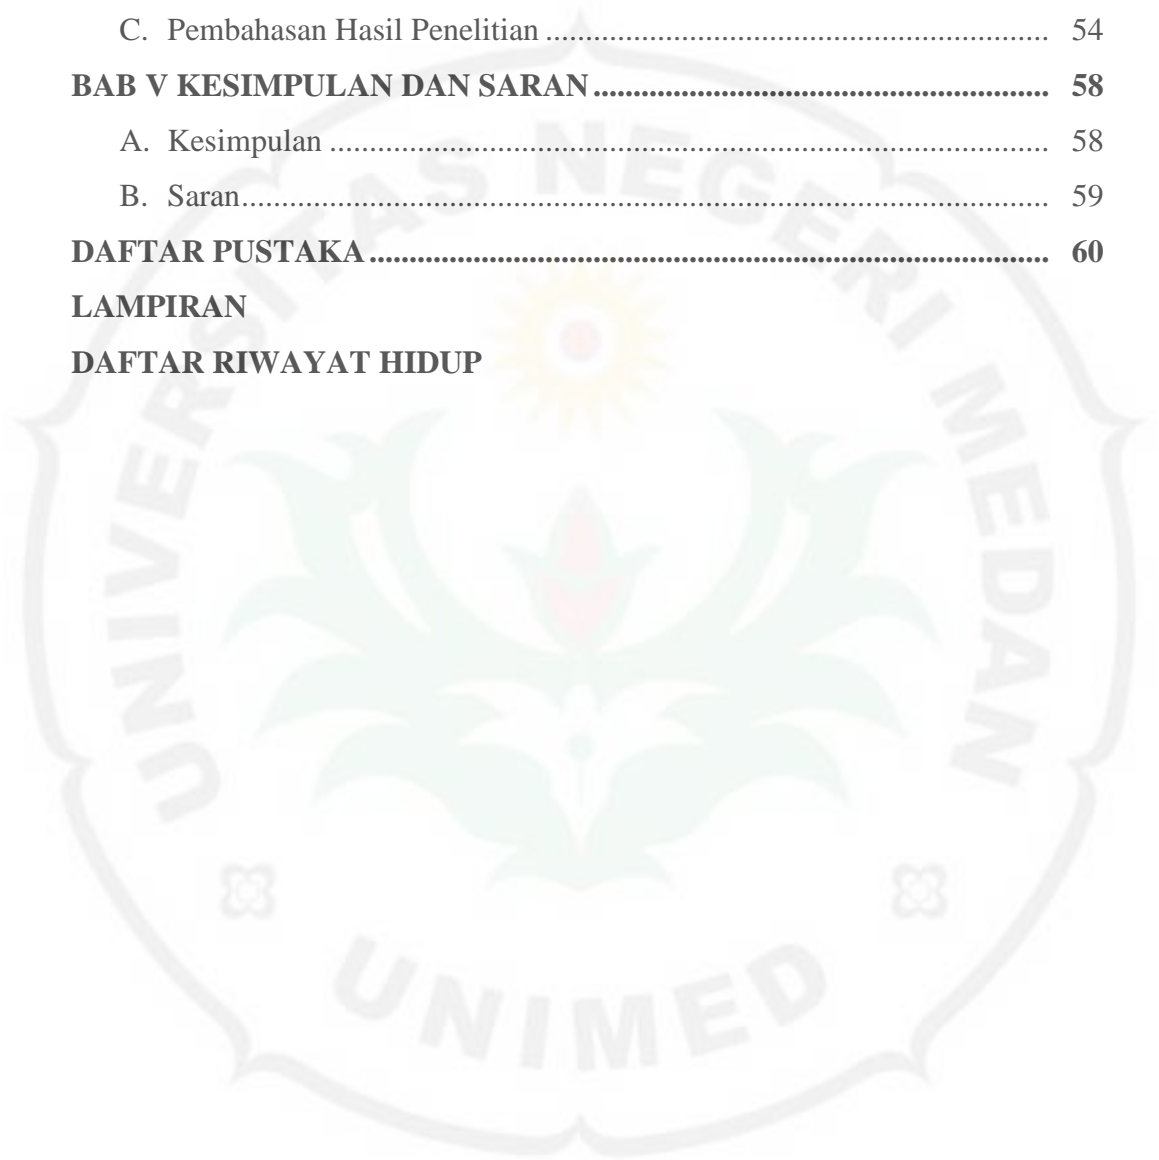 C. Pembahasan Hasil Penelitian ............................................................... 54
BAB V KESIMPULAN DAN SARAN ......................................................... 58
A. Kesimpulan .......................................................................................... 58
B. Saran..................................................................................................... 59
DAFTAR PUSTAKA ..................................................................................... 60
LAMPIRAN
DAFTAR RIWAYAT HIDUP
UNIVERSITAS NEGERI MEDAN
UNIMED